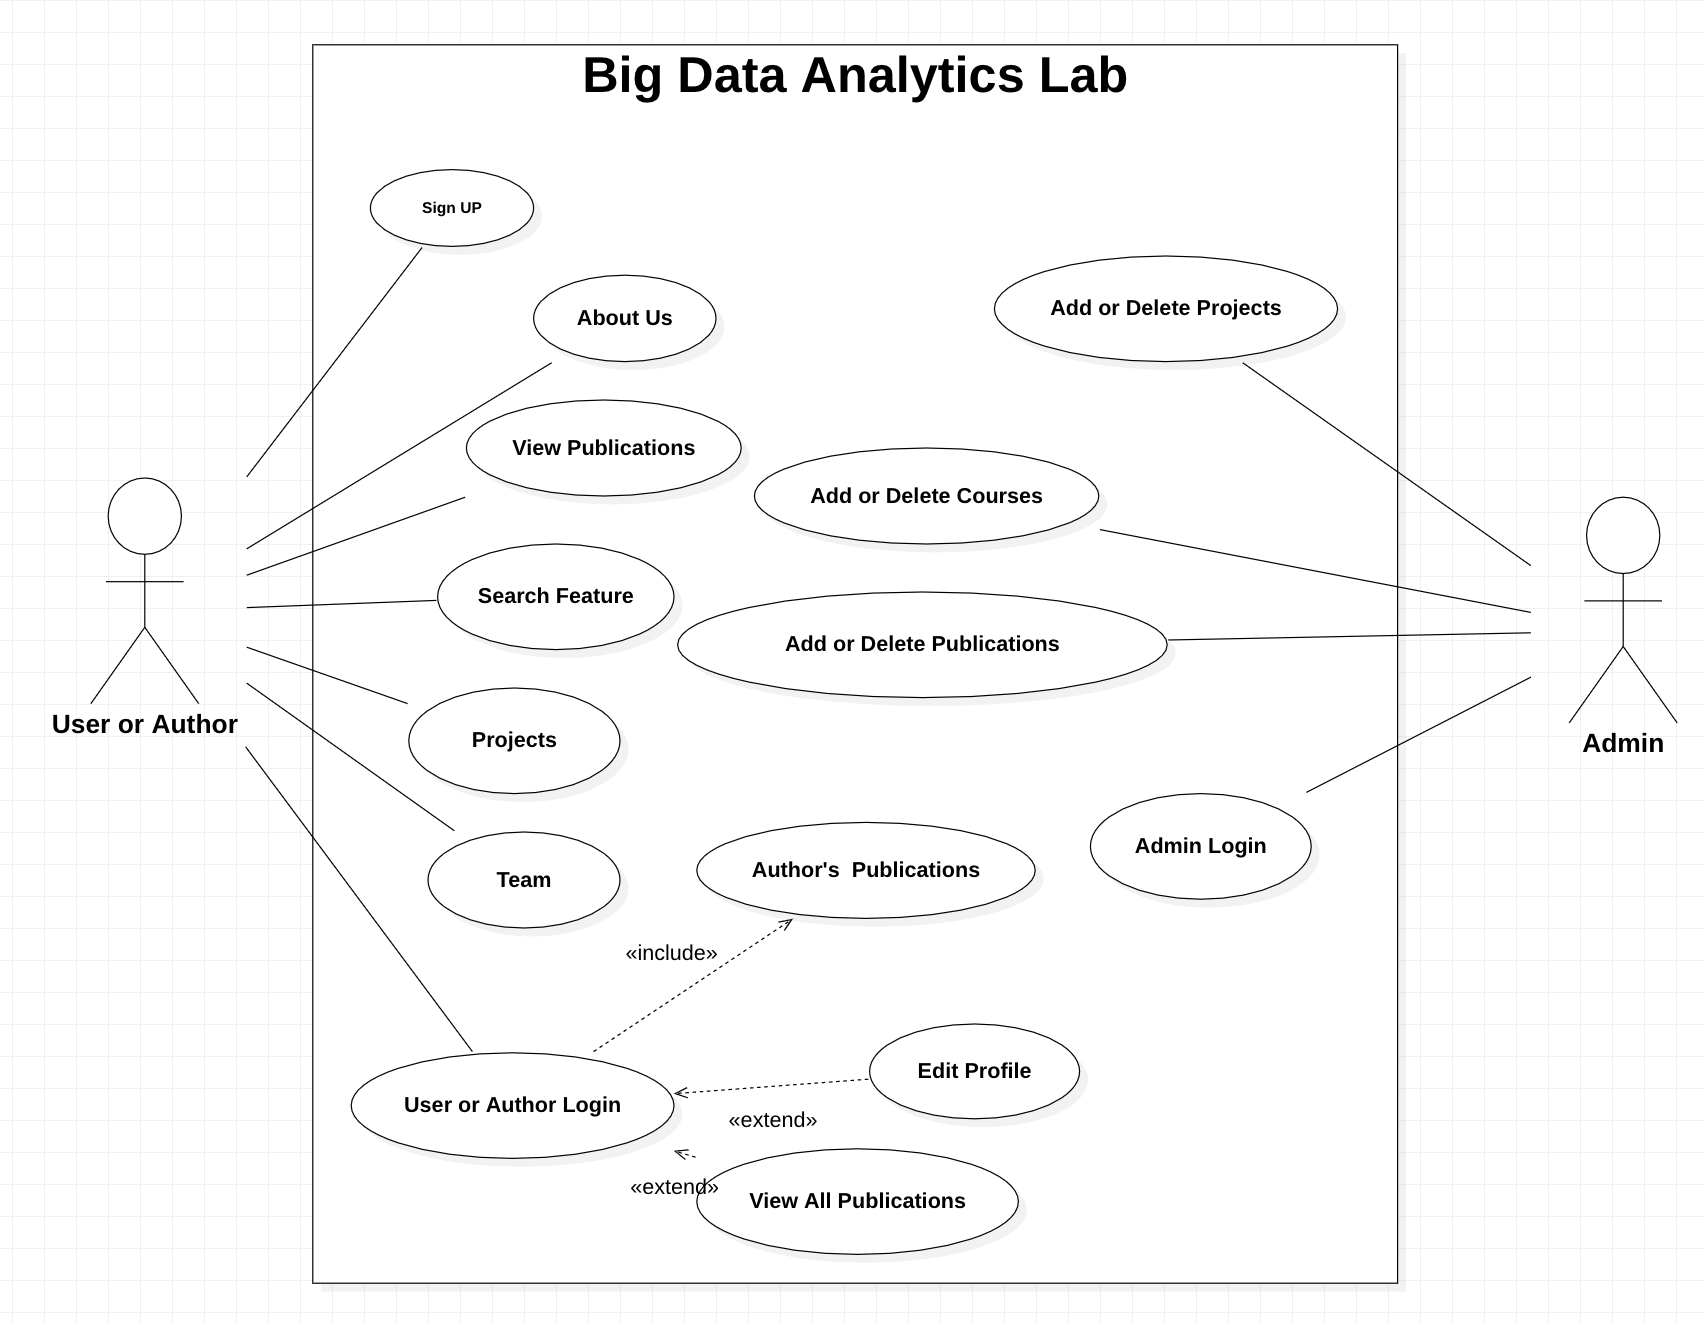 Big Data Analytics Lab
Sign UP
About Us
Add or Delete Projects
View Publications
Add or Delete Courses
Search Feature
Add or Delete Publications
User or Author
Projects
Admin
Team
Author's  Publications
Admin Login
«include»
User or Author Login
Edit Profile
«extend»
«extend»
View All Publications